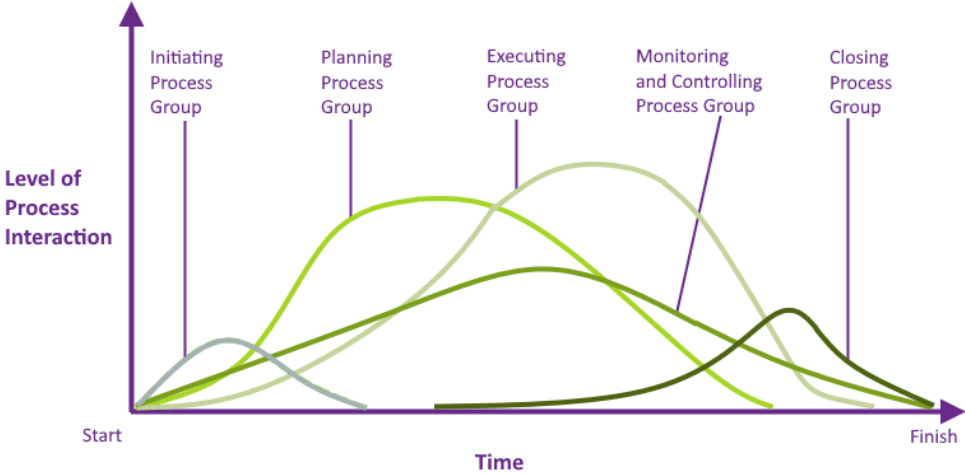 Initiating
Process
Group
Planning
Process
Group
Executing
Process
Group
Monitoring
and Controlling
Process Group
Closing
Process
Group
Level of
Process
Interaction
Start
Finish
Time